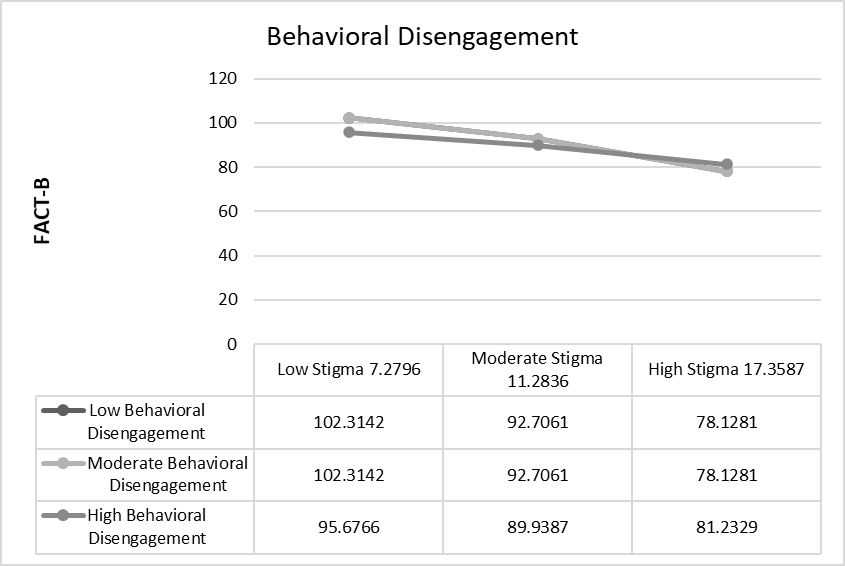 Behavioral Disengagement
120
100
80
60
40
20
0
FACT-B
Low Stigma 7.2796
Moderate Stigma
11.2836
High Stigma 17.3587
Low Behavioral
Disengagement
102.3142
92.7061
78.1281
Moderate Behavioral
Disengagement
102.3142
92.7061
78.1281
High Behavioral
Disengagement
95.6766
89.9387
81.2329